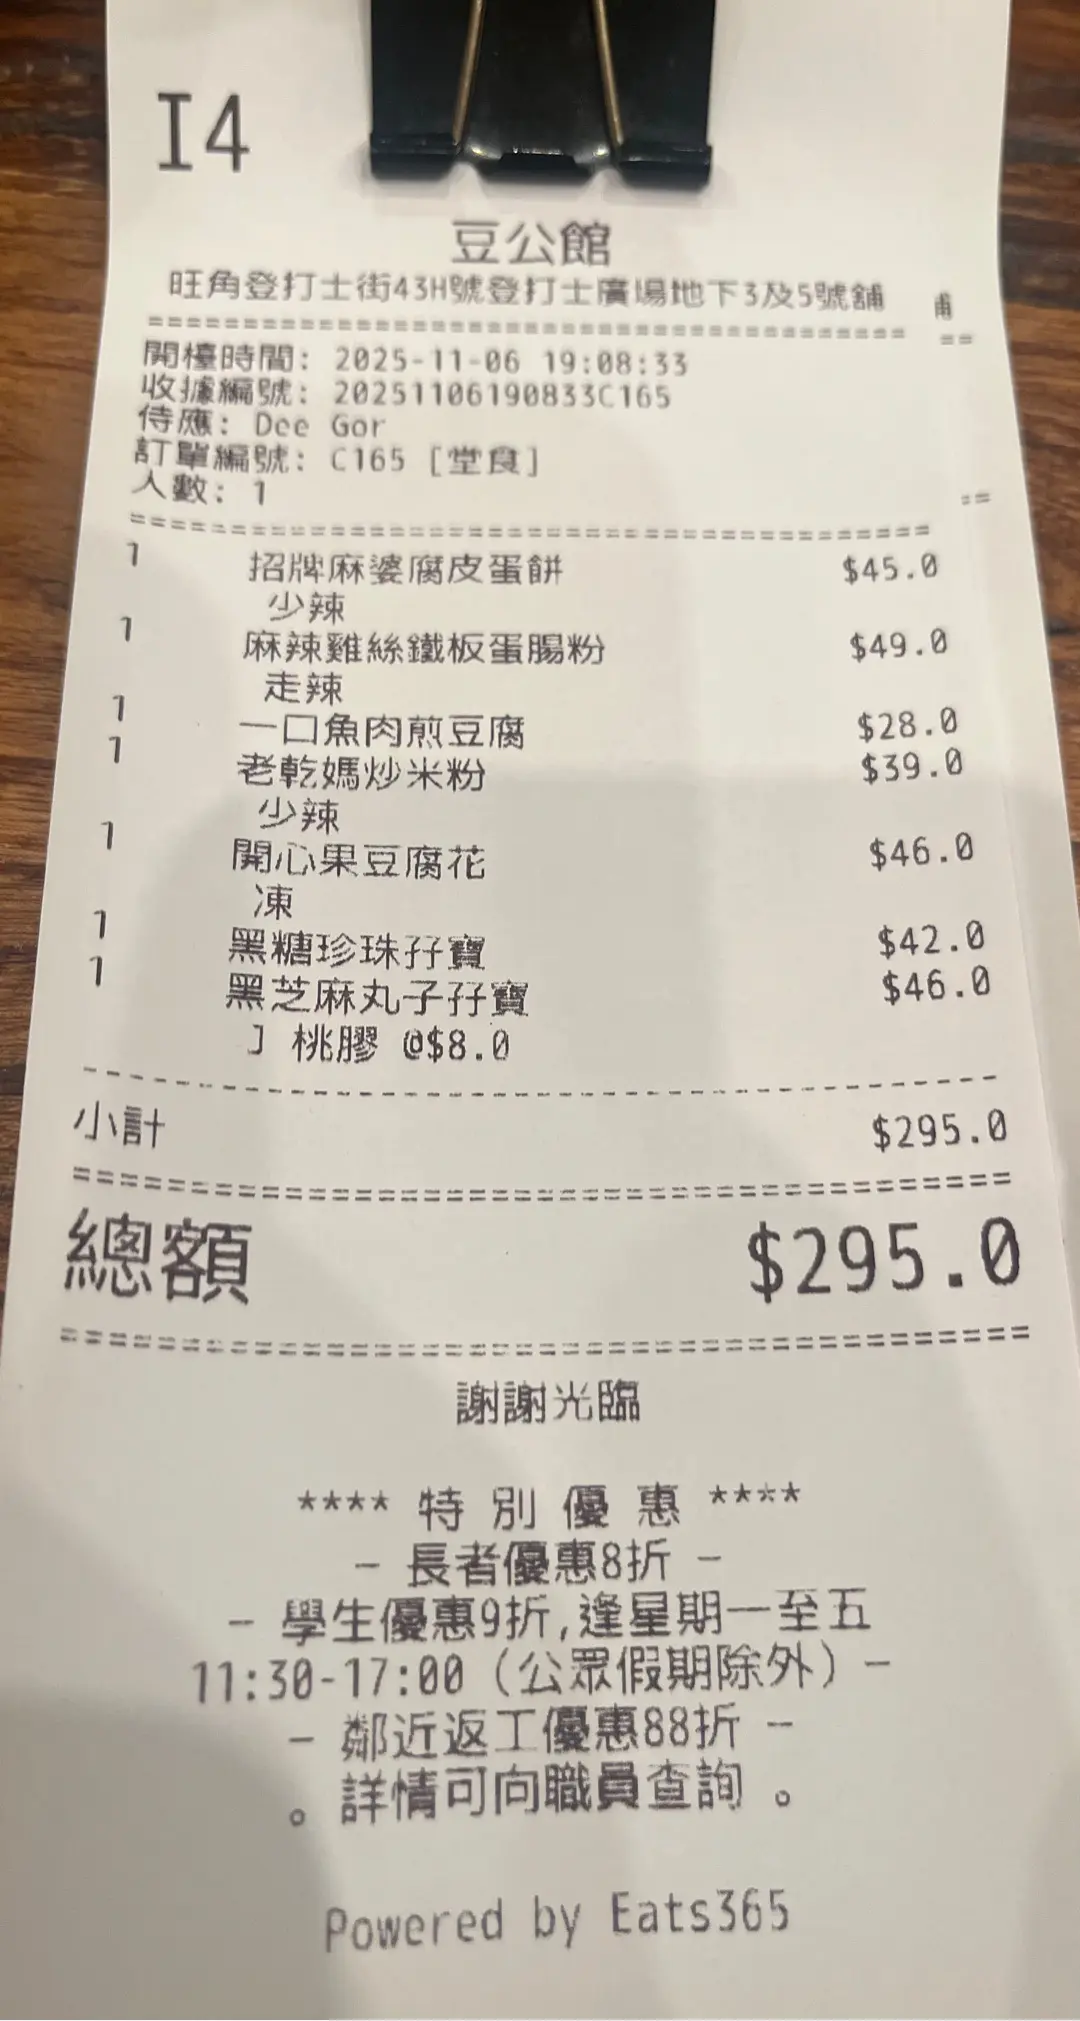 I4
豆公館
旺角登打士街43H號登打士廣場地下3及5號舖
================================================
開檯時間: 2025-11-06 19:08:33
收據編號: 20251106190833C165
侍應: Dee Gor
訂單編號: C165 [堂食]
人數: 1
================================================
1 招牌麻婆腐皮蛋餅 $45.0
少辣
1 麻辣雞絲鐵板蛋腸粉 $49.0
走辣
1 一口魚肉煎豆腐 $28.0
1 老乾媽炒米粉 $39.0
少辣
1 開心果豆腐花 $46.0
凍
1 黑糖珍珠孖寶 $42.0
1 黑芝麻丸子孖寶 $46.0
] 桃膠 @$8.0
------------------------------------------------
小計 $295.0
================================================
總額 $295.0
================================================
謝謝光臨
**** 特 別 優 惠 ****
- 長者優惠8折 -
- 學生優惠9折,逢星期一至五
11:30-17:00（公眾假期除外）-
- 鄰近返工優惠88折 -
。詳情可向職員查詢 。
Powered by Eats365